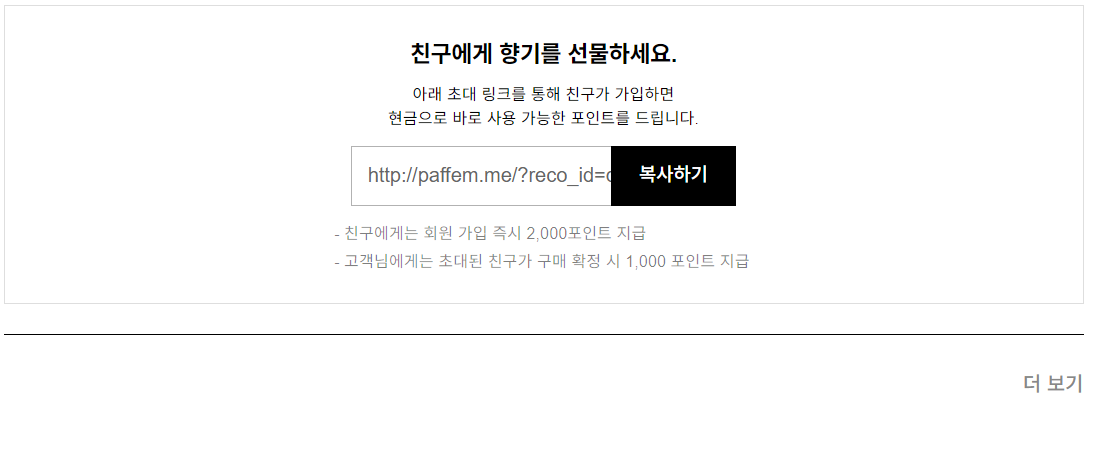 친구에게 향기를 선물하세요.
아래 초대 링크를 통해 친구가 가입하면
현금으로 바로 사용 가능한 포인트를 드립니다.
http://paffem.me/?reco_id= 복사하기
- 친구에게는 회원 가입 즉시 2,000포인트 지급
- 고객님에게는 초대된 친구가 구매 확정 시 1,000 포인트 지급
더 보기